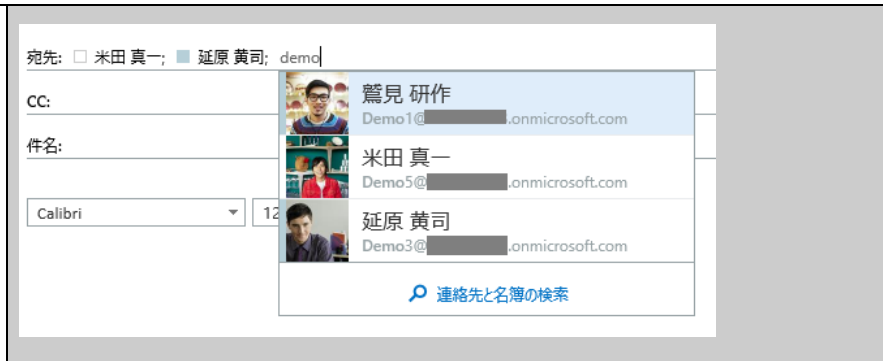 宛先: 米田 真一; 延原 黄司; demo
鷲見 研作
Demo1@ .onmicrosoft.com
CC:
件名:
米田 真一
Demo5@ .onmicrosoft.com
Calibri 12
延原 黄司
Demo3@ .onmicrosoft.com
連絡先と名簿の検索